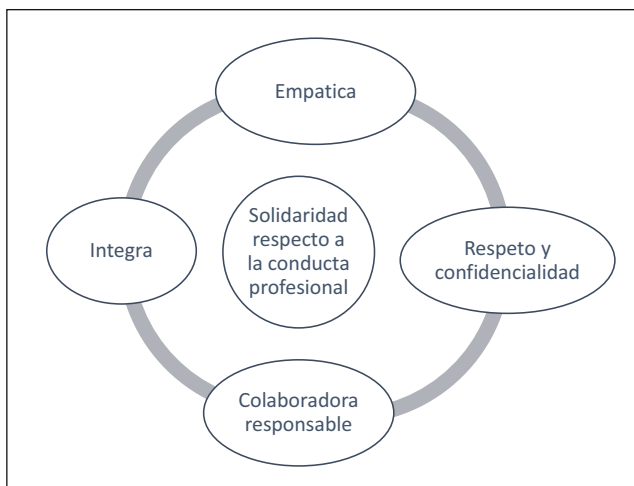 Empatica
Integra
Solidaridad
respecto a
la conducta
profesional
Respeto y
confidencialidad
Colaboradora
responsable